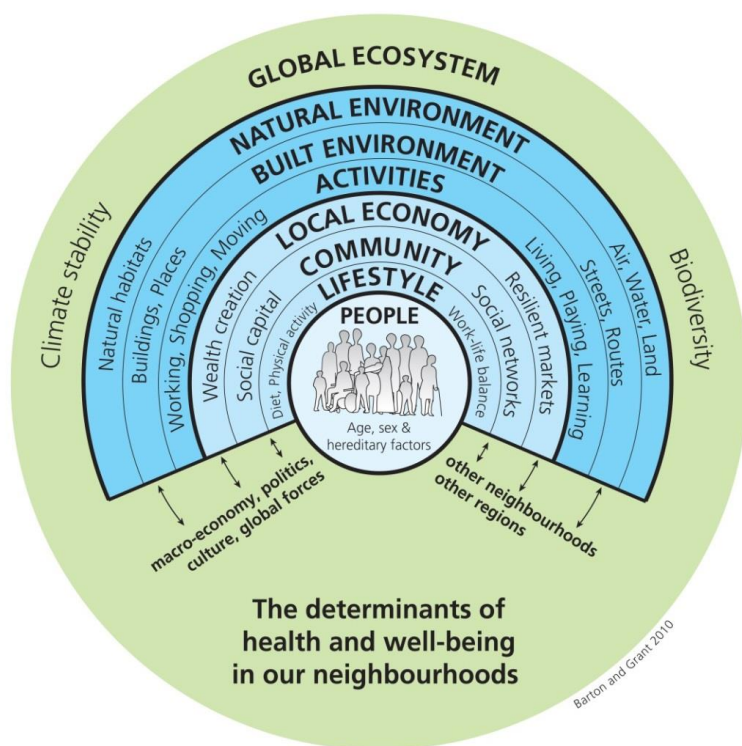 GLOBAL ECOSYSTEM
NATURAL ENVIRONMENT
BUILT ENVIRONMENT
ACTIVITIES
LOCAL ECONOMY
COMMUNITY
LIFESTYLE
PEOPLE
Age, sex &
hereditary factors
Climate stability
Natural habitats
Buildings, Places
Working, Shopping, Moving
Wealth creation
Social capital
Diet, Physical activity
Work-life balance
Social networks
Resilient markets
Living, Playing, Learning
Streets, Routes
Air, Water, Land
Biodiversity
macro-economy, politics,
culture, global forces
other neighbourhoods
other regions
The determinants of
health and well-being
in our neighbourhoods
Barton and Grant 2010